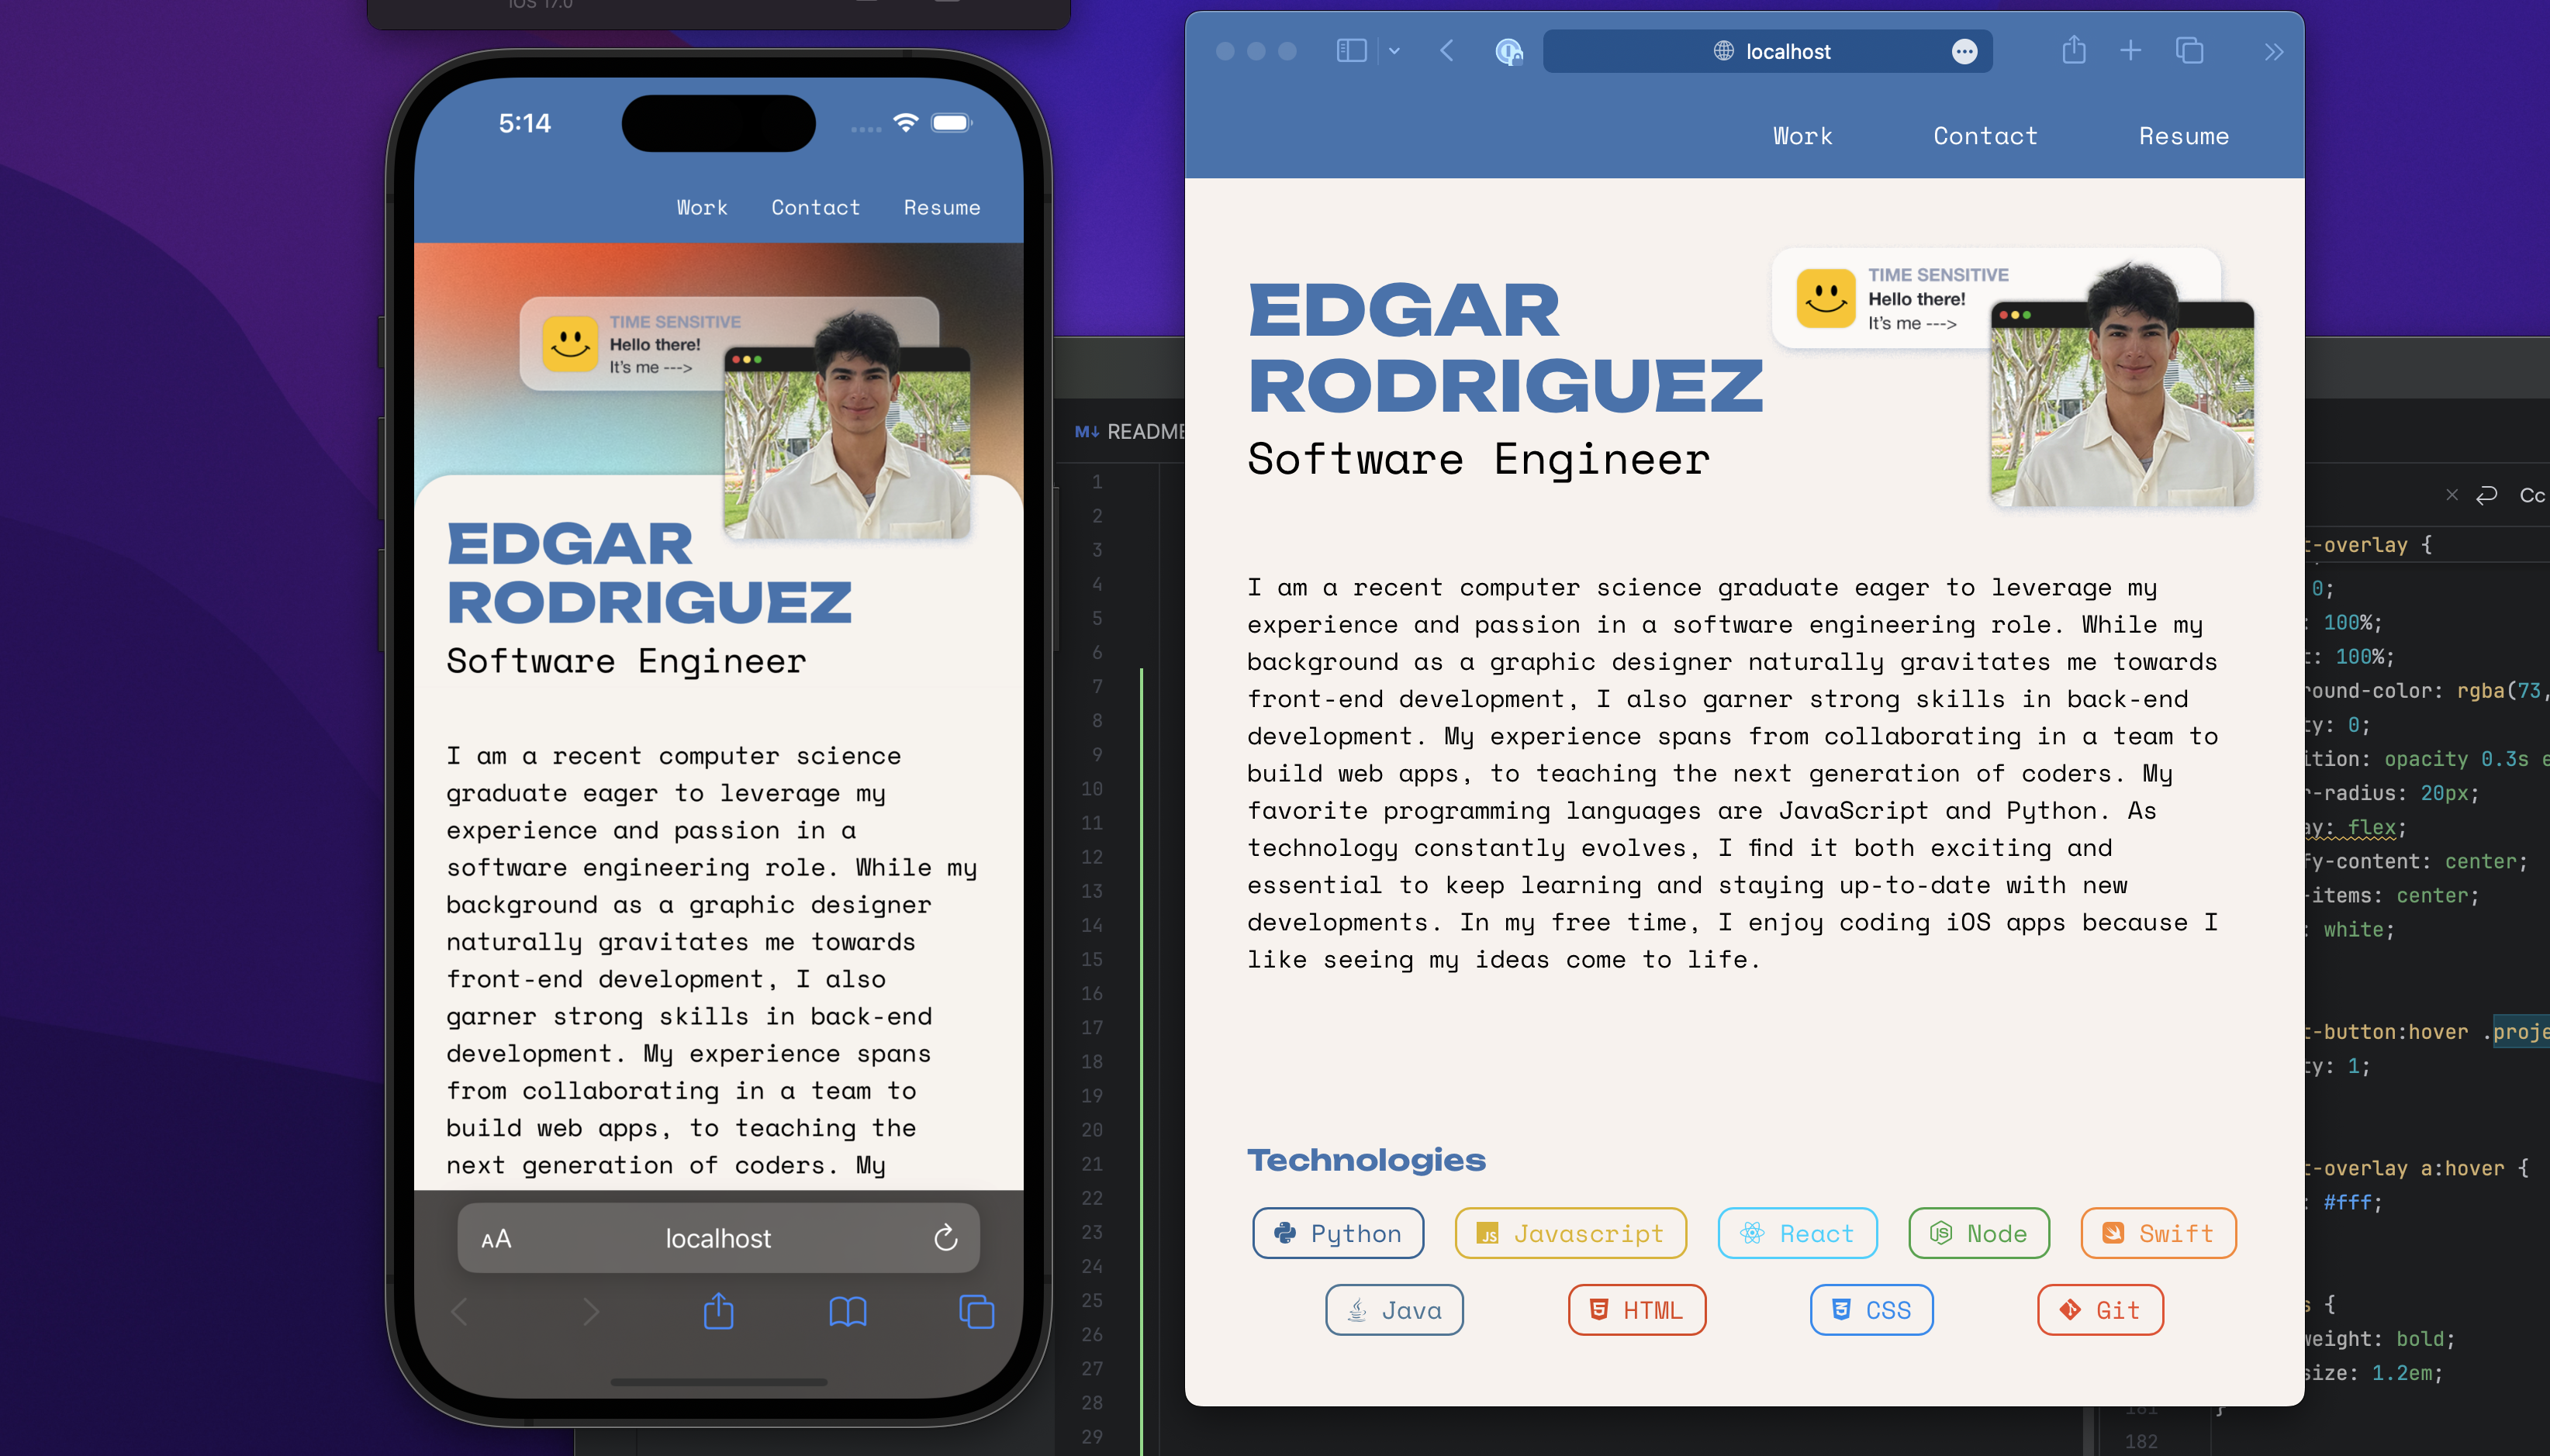 iOS 17.0
5:14
Work Contact Resume
TIME SENSITIVE
Hello there!
It's me --->
EDGAR
RODRIGUEZ
Software Engineer
I am a recent computer science
graduate eager to leverage my
experience and passion in a
software engineering role. While my
background as a graphic designer
naturally gravitates me towards
front-end development, I also
garner strong skills in back-end
development. My experience spans
from collaborating in a team to
build web apps, to teaching the
next generation of coders. My
AA localhost
M↓ README
1
2
3
4
5
6
7
8
9
10
11
12
13
14
15
16
17
18
19
20
21
22
23
24
25
26
27
28
29
localhost
Work Contact Resume
EDGAR
RODRIGUEZ
Software Engineer
TIME SENSITIVE
Hello there!
It's me --->
I am a recent computer science graduate eager to leverage my
experience and passion in a software engineering role. While my
background as a graphic designer naturally gravitates me towards
front-end development, I also garner strong skills in back-end
development. My experience spans from collaborating in a team to
build web apps, to teaching the next generation of coders. My
favorite programming languages are JavaScript and Python. As
technology constantly evolves, I find it both exciting and
essential to keep learning and staying up-to-date with new
developments. In my free time, I enjoy coding iOS apps because I
like seeing my ideas come to life.
Technologies
Python JS Javascript React JS Node Swift
Java 5 HTML 3 CSS Git
Cc
t-overlay {
0;
: 100%;
t: 100%;
round-color: rgba(73,
ty: 0;
ition: opacity 0.3s e
r-radius: 20px;
ay: flex;
fy-content: center;
-items: center;
: white;
t-button:hover .proje
ty: 1;
t-overlay a:hover {
: #fff;
s {
weight: bold;
size: 1.2em;
181 }
182